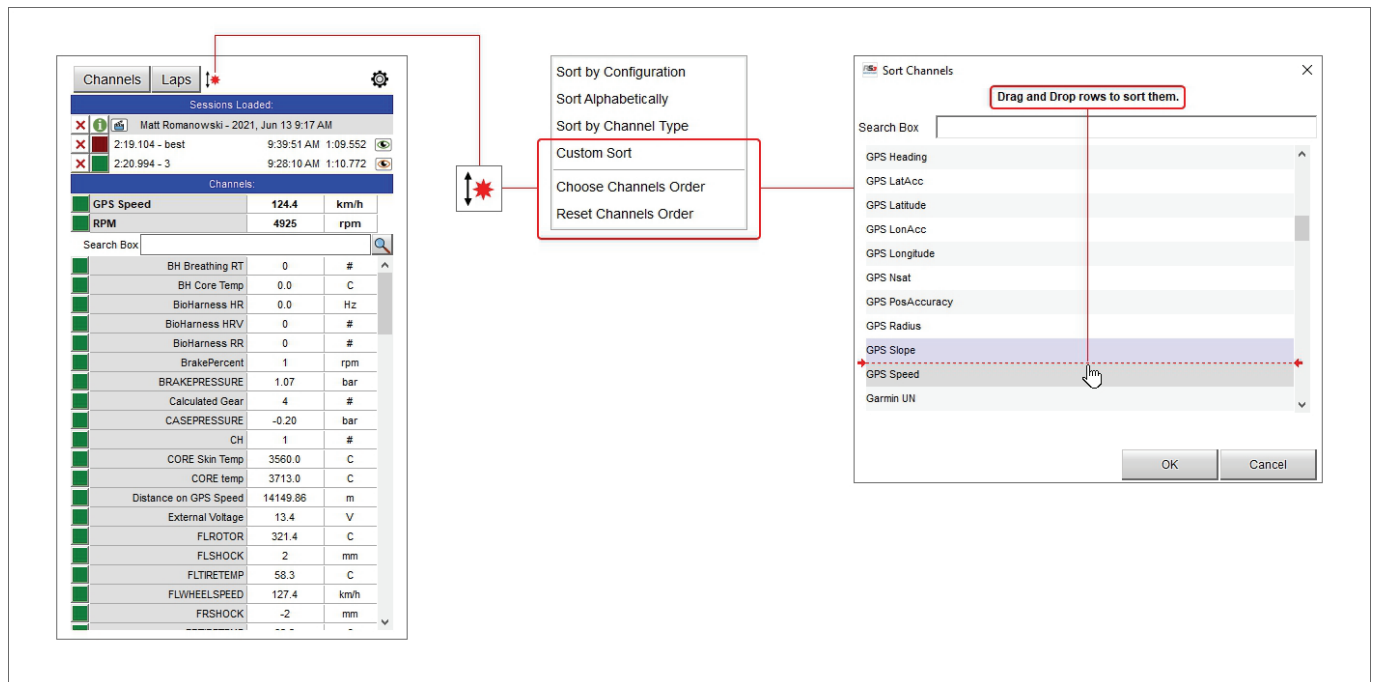 Channels Laps
Sessions Loaded:
Matt Romanowski - 2021, Jun 13 9:17 AM
2:19.104 - best 9:39:51 AM 1:09.552
2:20.994 - 3 9:28:10 AM 1:10.772
Channels:
GPS Speed 124.4 km/h
RPM 4925 rpm
Search Box
BH Breathing RT 0 #
BH Core Temp 0.0 C
BioHarness HR 0.0 Hz
BioHarness HRV 0 #
BioHarness RR 0 #
BrakePercent 1 rpm
BRAKEPRESSURE 1.07 bar
Calculated Gear 4 #
CASEPRESSURE -0.20 bar
CH 1 #
CORE Skin Temp 3560.0 C
CORE temp 3713.0 C
Distance on GPS Speed 14149.86 m
External Voltage 13.4 V
FLROTOR 321.4 C
FLSHOCK 2 mm
FLTIRETEMP 58.3 C
FLWHEELSPEED 127.4 km/h
FRSHOCK -2 mm
Sort by Configuration
Sort Alphabetically
Sort by Channel Type
Custom Sort
Choose Channels Order
Reset Channels Order
Sort Channels
Drag and Drop rows to sort them.
Search Box
GPS Heading
GPS LatAcc
GPS Latitude
GPS LonAcc
GPS Longitude
GPS Nsat
GPS PosAccuracy
GPS Radius
GPS Slope
GPS Speed
Garmin UN
OK Cancel